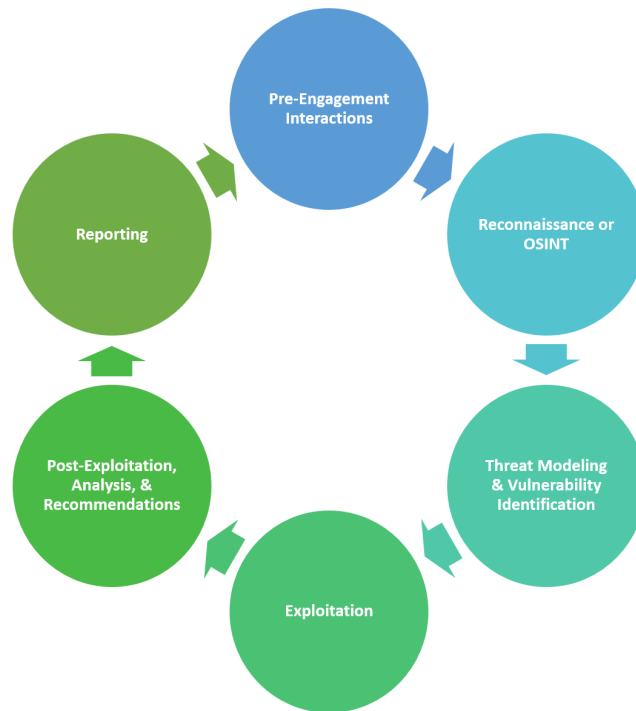 Pre-Engagement
Interactions
Reconnaissance or
OSINT
Threat Modeling
& Vulnerability
Identification
Exploitation
Post-Exploitation,
Analysis, &
Recommendations
Reporting